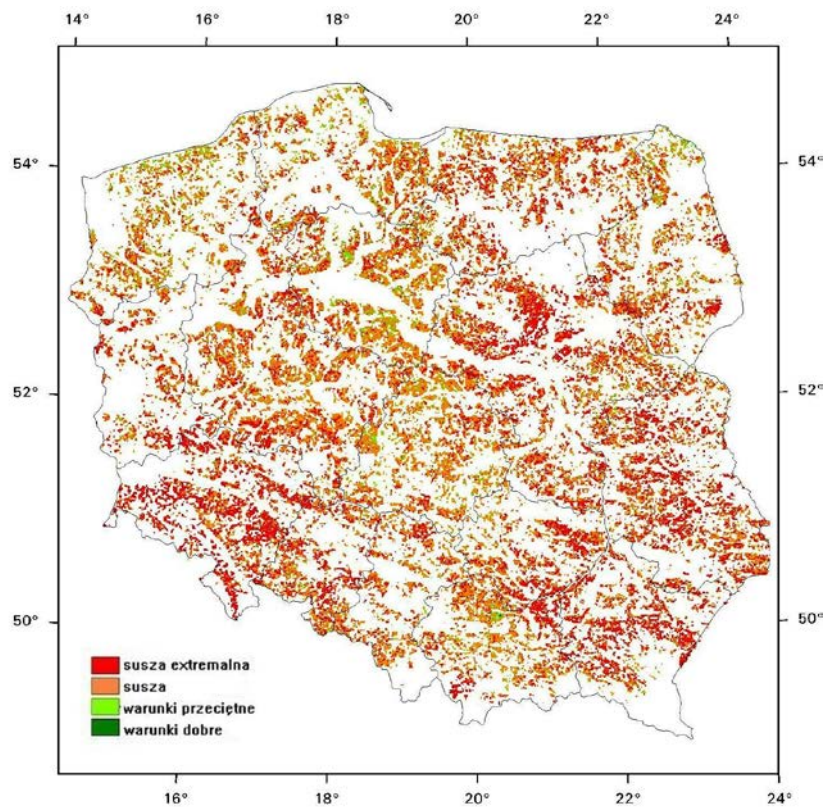 14° 16° 18° 20° 22° 24°
54° 54°
52° 52°
50° 50°
susza extremalna
susza
warunki przeciętne
warunki dobre
16° 18° 20° 22° 24°